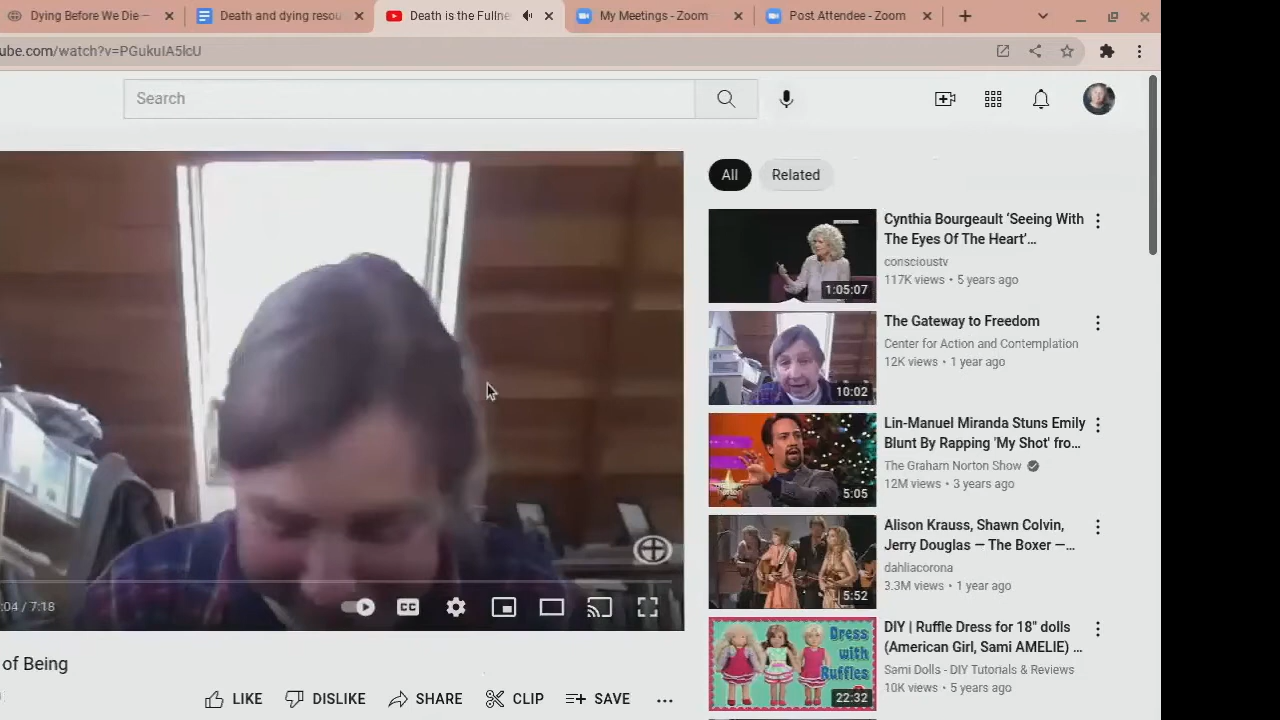 Dying Before We Die –
Death and dying resou
Death is the Fullne
My Meetings - Zoom
Post Attendee - Zoom
ube.com/watch?v=PGukuIA5lcU
Search
All
Related
Cynthia Bourgeault ‘Seeing With
The Eyes Of The Heart’...
conscioustv
117K views • 5 years ago
1:05:07
The Gateway to Freedom
Center for Action and Contemplation
12K views • 1 year ago
10:02
Lin-Manuel Miranda Stuns Emily
Blunt By Rapping 'My Shot' fro...
The Graham Norton Show
12M views • 3 years ago
5:05
Alison Krauss, Shawn Colvin,
Jerry Douglas — The Boxer —...
dahliacorona
3.3M views • 1 year ago
5:52
DIY | Ruffle Dress for 18" dolls
(American Girl, Sami AMELIE) ...
Sami Dolls - DIY Tutorials & Reviews
10K views • 5 years ago
Dress
with
Ruffles
22:32
:04 / 7:18
CC
of Being
LIKE
DISLIKE
SHARE
CLIP
SAVE